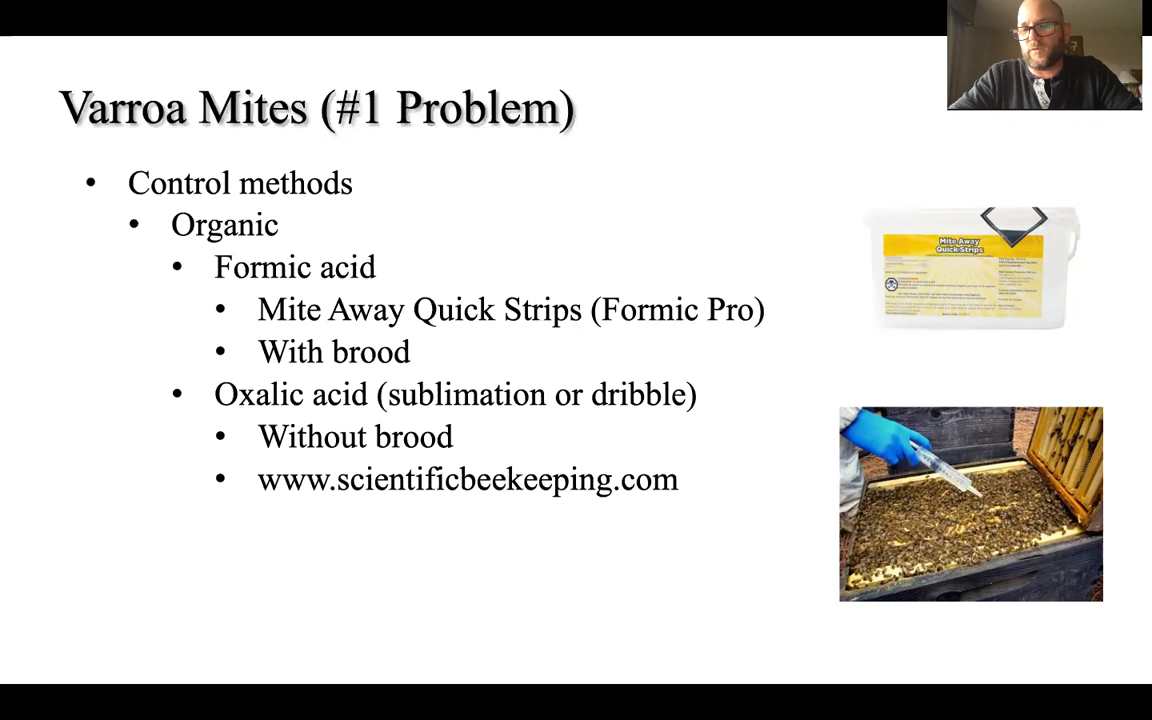 Varroa Mites (#1 Problem)
• Control methods
• Organic
• Formic acid
• Mite Away Quick Strips (Formic Pro)
• With brood
• Oxalic acid (sublimation or dribble)
• Without brood
• www.scientificbeekeeping.com
Mite Away
Quick Strips